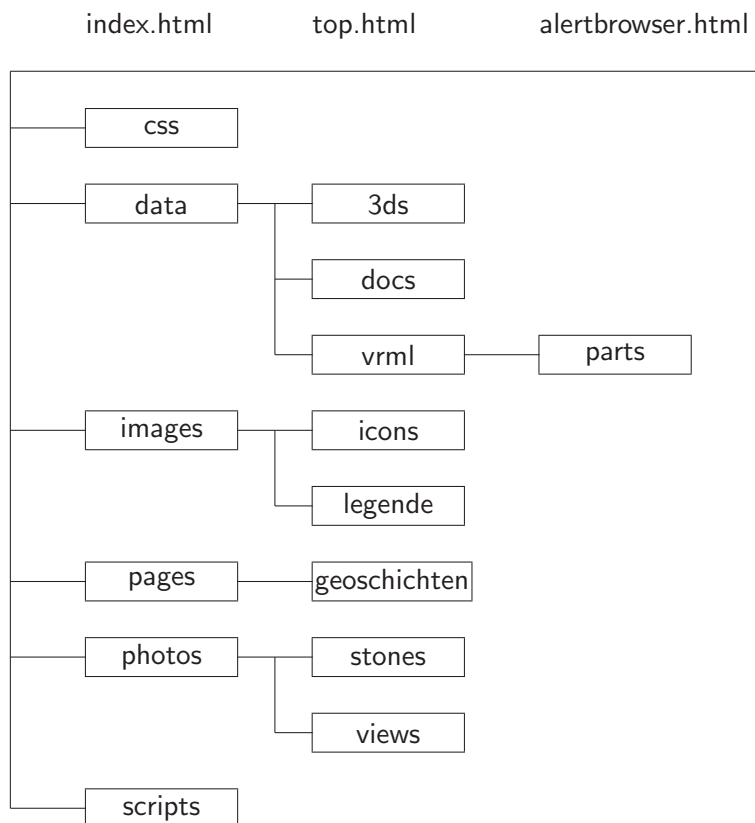 index.html top.html alertbrowser.html
css
data 3ds
docs
vrml parts
images icons
legende
pages geoschichten
photos stones
views
scripts